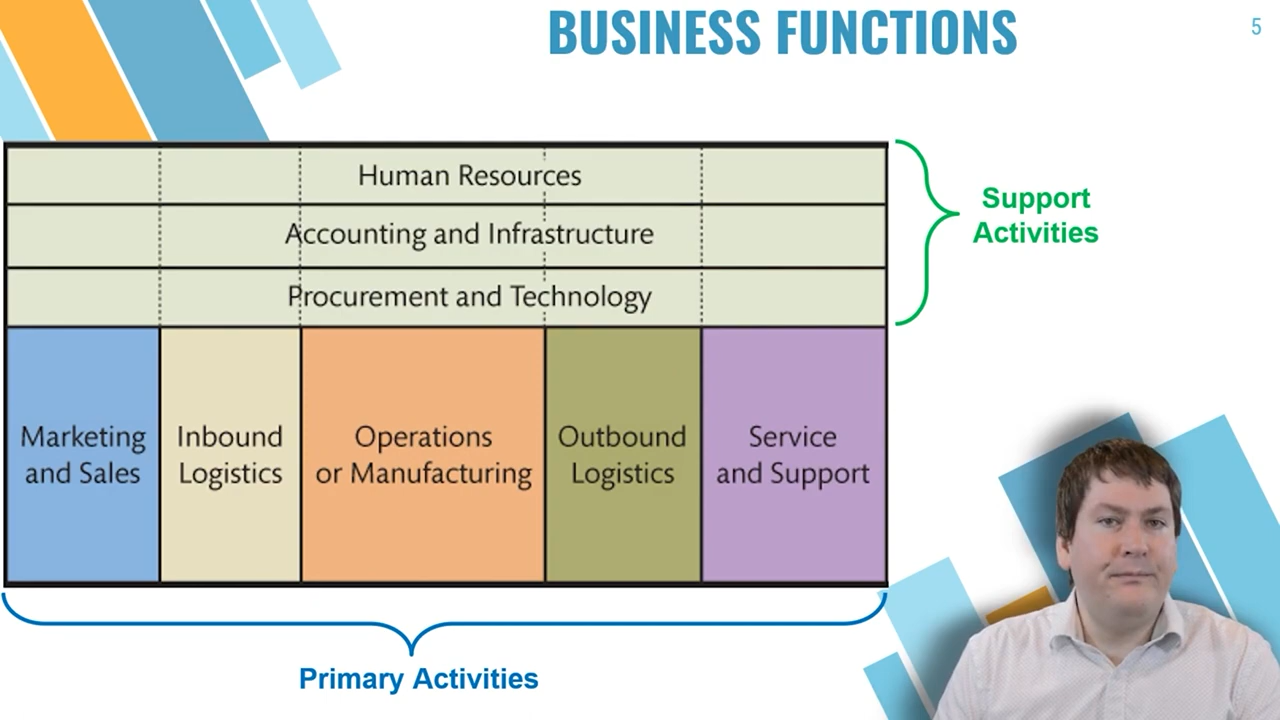 BUSINESS FUNCTIONS
5
Human Resources
Accounting and Infrastructure
Procurement and Technology
Support
Activities
Marketing
and Sales
Inbound
Logistics
Operations
or Manufacturing
Outbound
Logistics
Service
and Support
Primary Activities